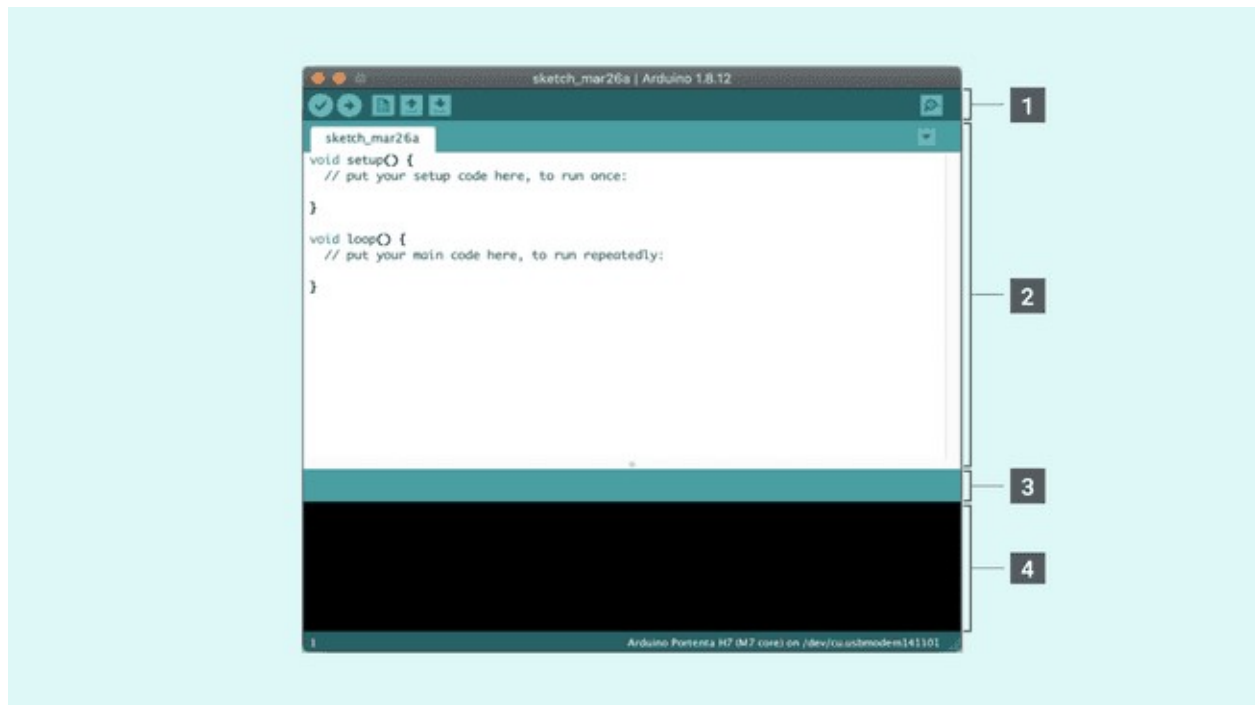 sketch_mar26a | Arduino 1.8.12
1
sketch_mar26a
void setup() {
// put your setup code here, to run once:
}
void loop() {
// put your main code here, to run repeatedly:
}
2
3
4
1
Arduino Portenta H7 (M7 core) on /dev/cu.usbmodem141101